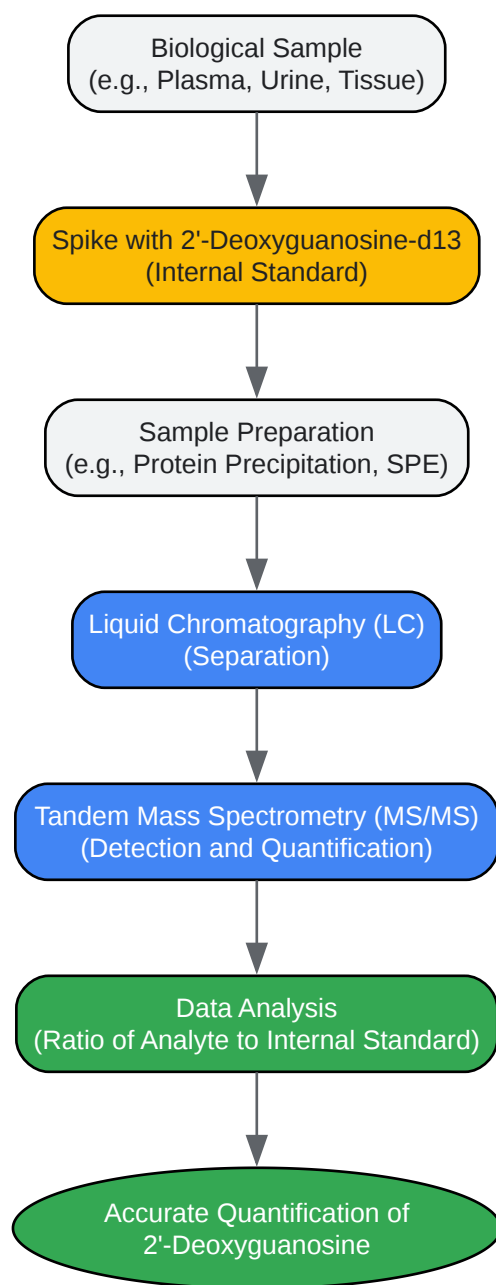 Biological Sample
(e.g., Plasma, Urine, Tissue)
Spike with 2'-Deoxyguanosine-d13
(Internal Standard)
Sample Preparation
(e.g., Protein Precipitation, SPE)
Liquid Chromatography (LC)
(Separation)
Tandem Mass Spectrometry (MS/MS)
(Detection and Quantification)
Data Analysis
(Ratio of Analyte to Internal Standard)
Accurate Quantification of
2'-Deoxyguanosine